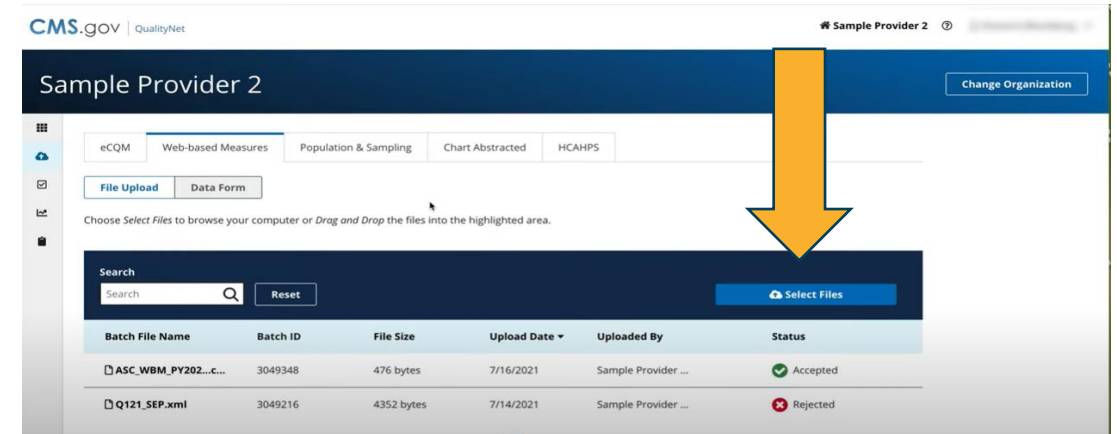 CMS.gov | QualityNet
Sample Provider 2
Sample Provider 2
Change Organization
eCQM Web-based Measures Population & Sampling Chart Abstracted HCAHPS
File Upload Data Form
Choose Select Files to browse your computer or Drag and Drop the files into the highlighted area.
Search
Search Reset Select Files
Batch File Name Batch ID File Size Upload Date Uploaded By Status
ASC_WBM_PY202...c... 3049348 476 bytes 7/16/2021 Sample Provider ... Accepted
Q121_SEP.xml 3049216 4352 bytes 7/14/2021 Sample Provider ... Rejected